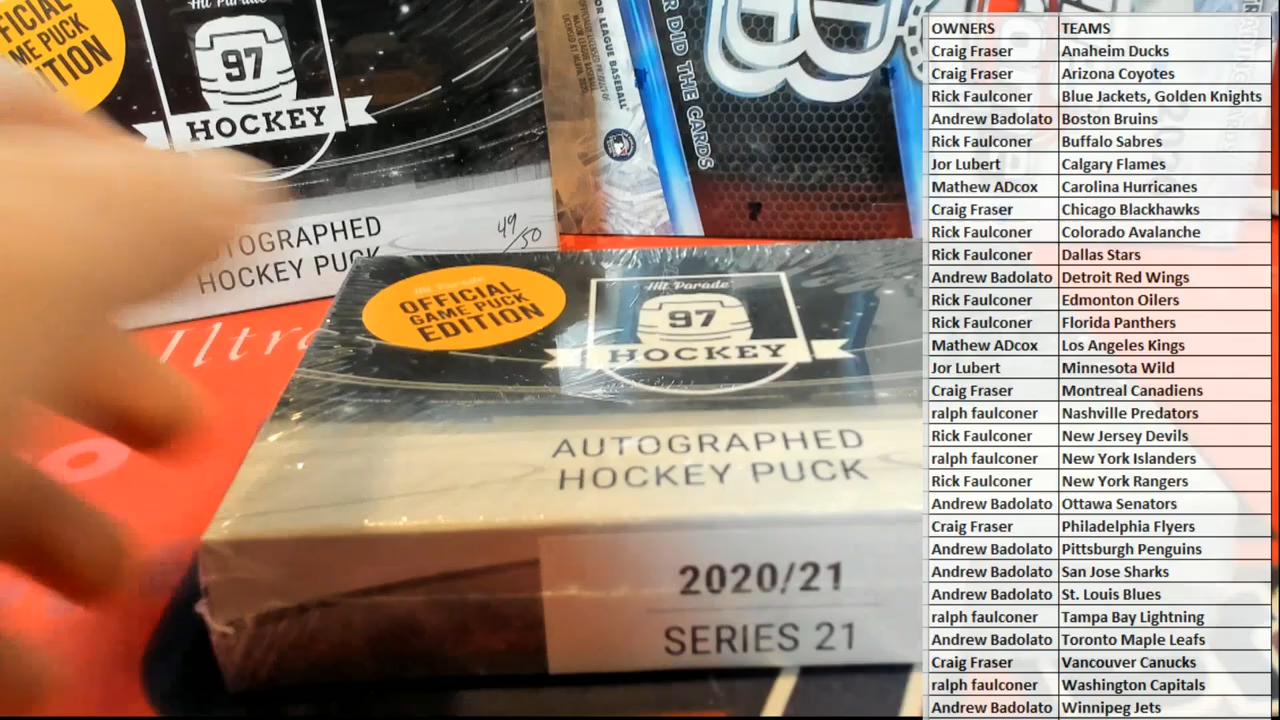 Hit Parade
OFFICIAL
ME PUCK
ITION
97
HOCKEY
TOGRAPHED
HOCKEY PUCK
49/50
OR LEAGUE BASEBALL
R DID THE CARDS
7
Hit Parade
OFFICIAL
GAME PUCK
EDITION
Hit Parade
97
HOCKEY
AUTOGRAPHED
HOCKEY PUCK
2020/21
SERIES 21
OWNERS TEAMS
Craig Fraser Anaheim Ducks
Craig Fraser Arizona Coyotes
Rick Faulconer Blue Jackets, Golden Knights
Andrew Badolato Boston Bruins
Rick Faulconer Buffalo Sabres
Jor Lubert Calgary Flames
Mathew ADcox Carolina Hurricanes
Craig Fraser Chicago Blackhawks
Rick Faulconer Colorado Avalanche
Rick Faulconer Dallas Stars
Andrew Badolato Detroit Red Wings
Rick Faulconer Edmonton Oilers
Rick Faulconer Florida Panthers
Mathew ADcox Los Angeles Kings
Jor Lubert Minnesota Wild
Craig Fraser Montreal Canadiens
ralph faulconer Nashville Predators
Rick Faulconer New Jersey Devils
ralph faulconer New York Islanders
Rick Faulconer New York Rangers
Andrew Badolato Ottawa Senators
Craig Fraser Philadelphia Flyers
Andrew Badolato Pittsburgh Penguins
Andrew Badolato San Jose Sharks
Andrew Badolato St. Louis Blues
ralph faulconer Tampa Bay Lightning
Andrew Badolato Toronto Maple Leafs
Craig Fraser Vancouver Canucks
ralph faulconer Washington Capitals
Andrew Badolato Winnipeg Jets